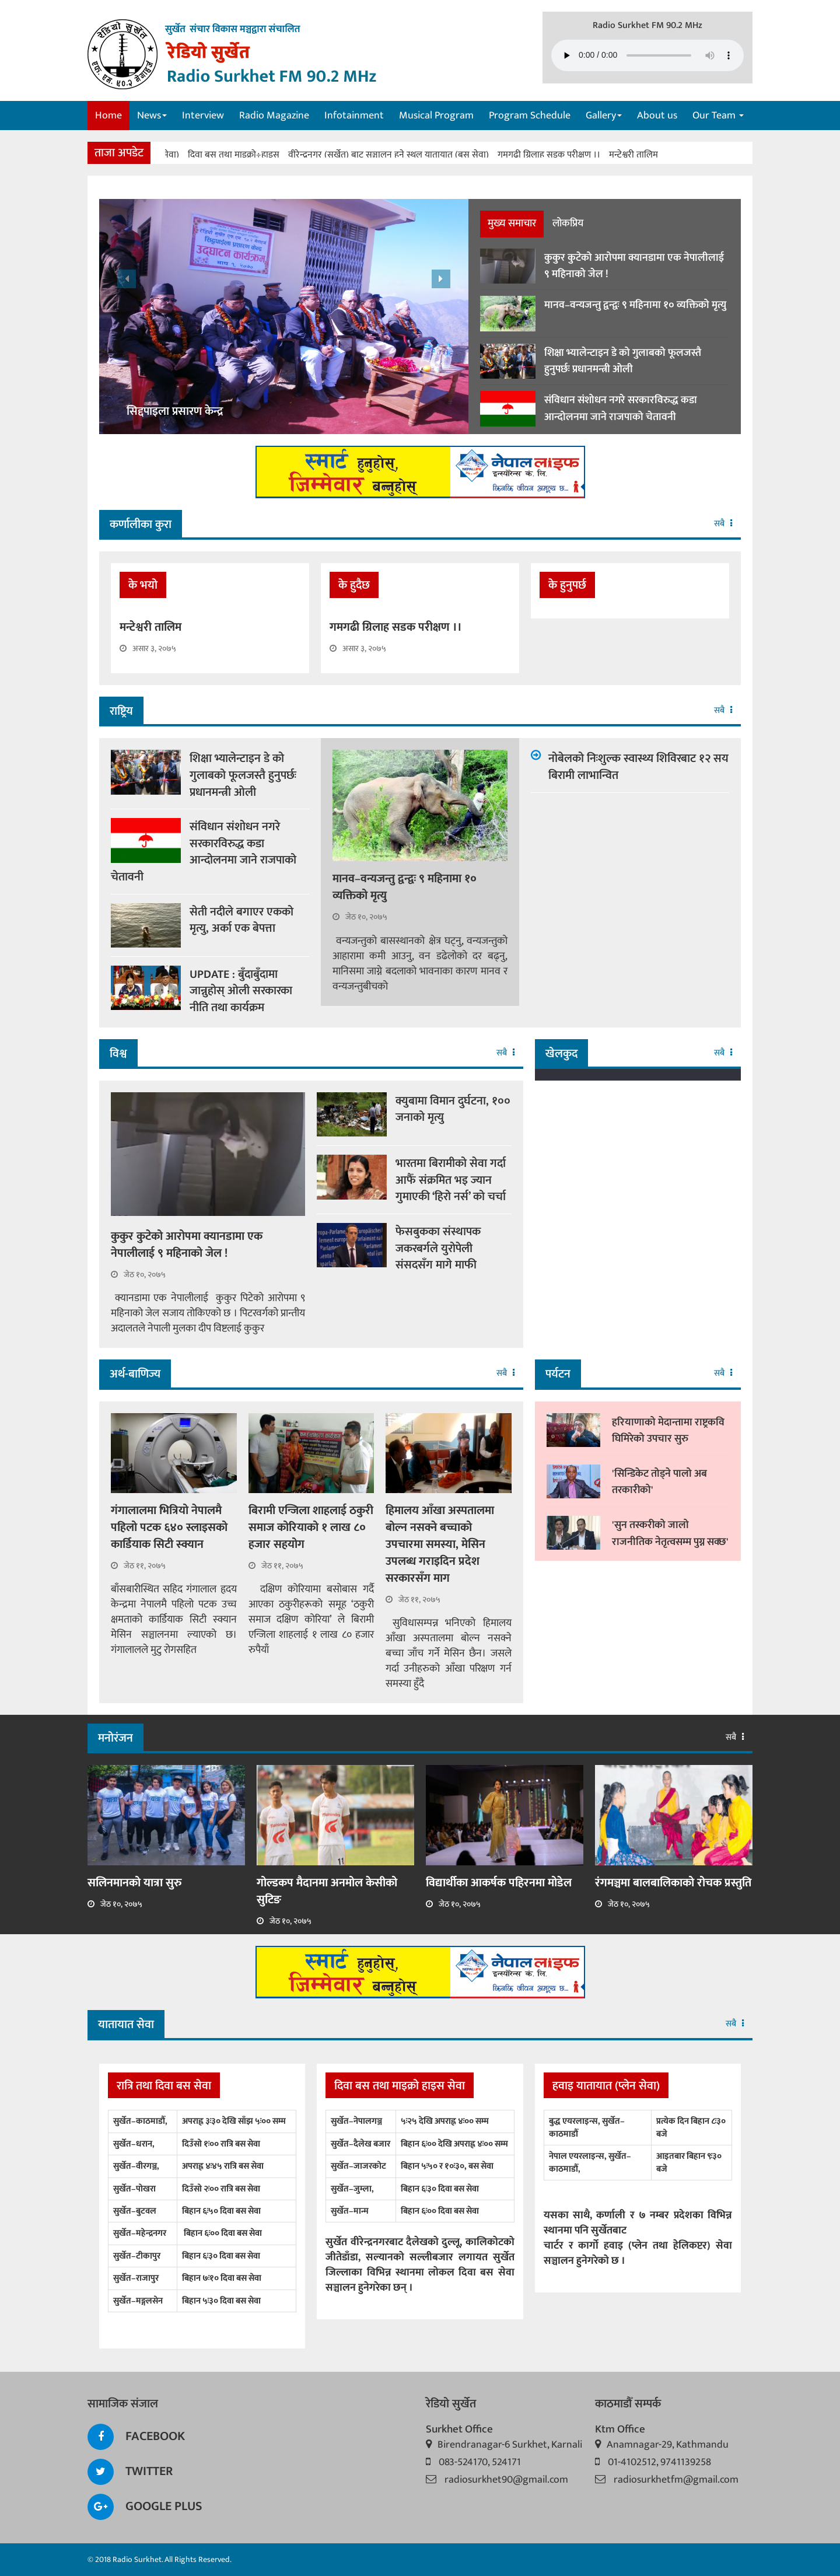 सुर्खेत संचार विकास मञ्चद्वारा संचालित
रेडियो सुर्खेत
Radio Surkhet FM 90.2 MHz
Radio Surkhet FM 90.2 MHz
0:00 / 0:00
Home News Interview Radio Magazine Infotainment Musical Program Program Schedule Gallery About us Our Team
ताजा अपडेट
सेवा) दिवा बस तथा माइक्रो हाइस वीरेन्द्रनगर (सुर्खेत) बाट सञ्चालन हुने स्थल यातायात (बस सेवा) गमगढी ग्रिलाह सडक परीक्षण ।। मन्टेश्वरी तालिम
सिद्दपाइला प्रसारण केन्द्र
मुख्य समाचार
लोकप्रिय
कुकुर कुटेको आरोपमा क्यानडामा एक नेपालीलाई
९ महिनाको जेल !
मानव–वन्यजन्तु द्वन्द्वः ९ महिनामा १० व्यक्तिको मृत्यु
शिक्षा भ्यालेन्टाइन डे को गुलाबको फूलजस्तै
हुनुपर्छः प्रधानमन्त्री ओली
संविधान संशोधन नगरे सरकारविरुद्ध कडा
आन्दोलनमा जाने राजपाको चेतावनी
स्मार्ट हुनुहोस्,
जिम्मेवार बन्नुहोस्
नेपाल लाइफ
इन्स्योरेन्स कं. लि.
किनकि जीवन अमूल्य छ...
कर्णालीका कुरा
सबै
के भयो
मन्टेश्वरी तालिम
असार ३, २०७५
के हुदैछ
गमगढी ग्रिलाह सडक परीक्षण ।।
असार ३, २०७५
के हुनुपर्छ
राष्ट्रिय
सबै
शिक्षा भ्यालेन्टाइन डे को
गुलाबको फूलजस्तै हुनुपर्छः
प्रधानमन्त्री ओली
संविधान संशोधन नगरे
सरकारविरुद्ध कडा
आन्दोलनमा जाने राजपाको
चेतावनी
सेती नदीले बगाएर एकको
मृत्यु, अर्का एक बेपत्ता
UPDATE : बुँदाबुँदामा
जान्नुहोस् ओली सरकारका
नीति तथा कार्यक्रम
मानव–वन्यजन्तु द्वन्द्वः ९ महिनामा १०
व्यक्तिको मृत्यु
जेठ १०, २०७५
वन्यजन्तुको बासस्थानको क्षेत्र घट्नु, वन्यजन्तुको
आहारामा कमी आउनु, वन डढेलोको दर बढ्नु,
मानिसमा जाग्ने बदलाको भावनाका कारण मानव र
वन्यजन्तुबीचको
नोबेलको निःशुल्क स्वास्थ्य शिविरबाट १२ सय
बिरामी लाभान्वित
विश्व
सबै
कुकुर कुटेको आरोपमा क्यानडामा एक
नेपालीलाई ९ महिनाको जेल !
जेठ १०, २०७५
क्यानडामा एक नेपालीलाई कुकुर पिटेको आरोपमा ९
महिनाको जेल सजाय तोकिएको छ । पिटरवर्गको प्रान्तीय
अदालतले नेपाली मुलका दीप विष्टलाई कुकुर
क्युबामा विमान दुर्घटना, १००
जनाको मृत्यु
भारतमा बिरामीको सेवा गर्दा
आफैं संक्रमित भइ ज्यान
गुमाएकी ‘हिरो नर्स’ को चर्चा
फेसबुकका संस्थापक
जकरबर्गले युरोपेली
संसदसँग मागे माफी
खेलकुद
सबै
अर्थ-बाणिज्य
सबै
गंगालालमा भित्रियो नेपालमै
पहिलो पटक ६४० स्लाइसको
कार्डियाक सिटी स्क्यान
जेठ ११, २०७५
बाँसबारीस्थित सहिद गंगालाल हृदय
केन्द्रमा नेपालमै पहिलो पटक उच्च
क्षमताको कार्डियाक सिटी स्क्यान
मेसिन सञ्चालनमा ल्याएको छ।
गंगालालले मुटु रोगसहित
बिरामी एन्जिला शाहलाई ठकुरी
समाज कोरियाको १ लाख ८०
हजार सहयोग
जेठ ११, २०७५
दक्षिण कोरियामा बसोबास गर्दै
आएका ठकुरीहरूको समूह ‘ठकुरी
समाज दक्षिण कोरिया’ ले बिरामी
एन्जिला शाहलाई १ लाख ८० हजार
रुपैयाँ
हिमालय आँखा अस्पतालमा
बोल्न नसक्ने बच्चाको
उपचारमा समस्या, मेसिन
उपलब्ध गराइदिन प्रदेश
सरकारसँग माग
जेठ ११, २०७५
सुविधासम्पन्न भनिएको हिमालय
आँखा अस्पतालमा बोल्न नसक्ने
बच्चा जाँच गर्ने मेसिन छैन। जसले
गर्दा उनीहरुको आँखा परिक्षण गर्न
समस्या हुँदै
पर्यटन
सबै
हरियाणाको मेदान्तामा राष्ट्रकवि
घिमिरेको उपचार सुरु
'सिन्डिकेट तोड्ने पालो अब
तरकारीको'
'सुन तस्करीको जालो
राजनीतिक नेतृत्वसम्म पुग्न सक्छ'
मनोरंजन
सबै
सलिनमानको यात्रा सुरु
जेठ १०, २०७५
गोल्डकप मैदानमा अनमोल केसीको
सुटिङ
जेठ १०, २०७५
विद्यार्थीका आकर्षक पहिरनमा मोडेल
जेठ १०, २०७५
रंगमञ्चमा बालबालिकाको रोचक प्रस्तुति
जेठ १०, २०७५
स्मार्ट हुनुहोस्,
जिम्मेवार बन्नुहोस्
नेपाल लाइफ
इन्स्योरेन्स कं. लि.
किनकि जीवन अमूल्य छ...
यातायात सेवा
सबै
रात्रि तथा दिवा बस सेवा
सुर्खेत–काठमाडौं, अपराह्न ३ः३० देखि साँझ ५ः०० सम्म
सुर्खेत–धरान, दिउँसो १ः०० रात्रि बस सेवा
सुर्खेत–वीरगञ्ज, अपराह्न ४ः४५ रात्रि बस सेवा
सुर्खेत–पोखरा दिउँसो २ः०० रात्रि बस सेवा
सुर्खेत–बुटवल बिहान ६ः५० दिवा बस सेवा
सुर्खेत–महेन्द्रनगर बिहान ६ः०० दिवा बस सेवा
सुर्खेत–टीकापुर बिहान ६ः३० दिवा बस सेवा
सुर्खेत–राजापुर बिहान ७ः१० दिवा बस सेवा
सुर्खेत–मङ्गलसेन बिहान ५ः३० दिवा बस सेवा
दिवा बस तथा माइक्रो हाइस सेवा
सुर्खेत–नेपालगञ्ज ५ः२५ देखि अपराह्न ४ः०० सम्म
सुर्खेत–दैलेख बजार बिहान ६ः०० देखि अपराह्न ४ः०० सम्म
सुर्खेत–जाजरकोट बिहान ५ः५० र १०ः३०, बस सेवा
सुर्खेत–जुम्ला, बिहान ६ः३० दिवा बस सेवा
सुर्खेत–मान्म बिहान ६ः०० दिवा बस सेवा
सुर्खेत वीरेन्द्रनगरबाट दैलेखको दुल्लू, कालिकोटको
जीतेडाँडा, सल्यानको सल्लीबजार लगायत सुर्खेत
जिल्लाका विभिन्न स्थानमा लोकल दिवा बस सेवा
सञ्चालन हुनेगरेका छन् ।
हवाइ यातायात (प्लेन सेवा)
बुद्ध एयरलाइन्स, सुर्खेत–
काठमाडौं
प्रत्येक दिन बिहान ८ः३०
बजे
नेपाल एयरलाइन्स, सुर्खेत–
काठमाडौं,
आइतबार बिहान ९ः३०
बजे
यसका साथै, कर्णाली र ७ नम्बर प्रदेशका विभिन्न
स्थानमा पनि सुर्खेतबाट
चार्टर र कार्गो हवाइ (प्लेन तथा हेलिकप्टर) सेवा
सञ्चालन हुनेगरेको छ ।
सामाजिक संजाल
FACEBOOK
TWITTER
GOOGLE PLUS
रेडियो सुर्खेत
Surkhet Office
Birendranagar-6 Surkhet, Karnali
083-524170, 524171
radiosurkhet90@gmail.com
काठमाडौँ सम्पर्क
Ktm Office
Anamnagar-29, Kathmandu
01-4102512, 9741139258
radiosurkhetfm@gmail.com
© 2018 Radio Surkhet. All Rights Reserved.